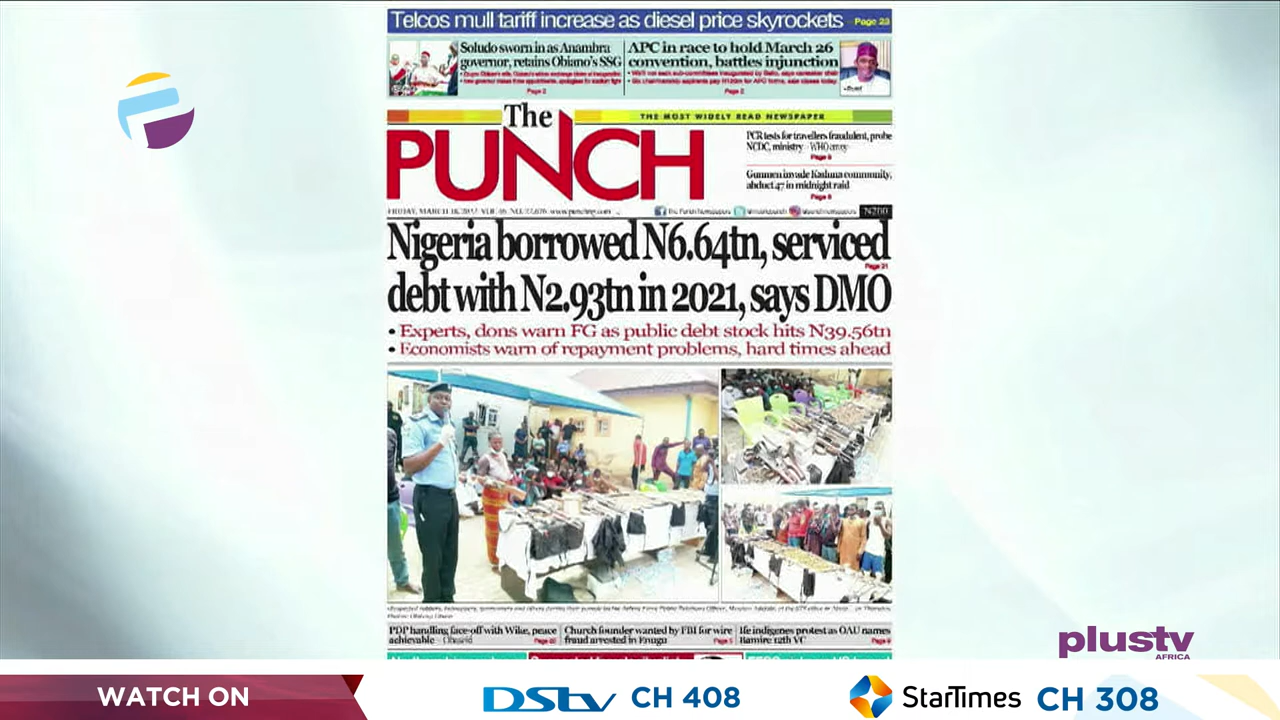 Telcos mull tariff increase as diesel price skyrockets Page 23
Soludo sworn in as Anambra
governor, retains Obiano's SSG
Page 2
APC in race to hold March 26
convention, battles injunction
Page 2
The
PUNCH
THE MOST WIDELY READ NEWSPAPER
PCR tests for travellers fraudulent, probe
NCDC, ministry
Gunmen invade Kaduna community,
abduct 47 in midnight raid
Nigeria borrowed N6.64tn, serviced
Page 21
debt with N2.93tn in 2021, says DMO
• Experts, dons warn FG as public debt stock hits N39.56tn
• Economists warn of repayment problems, hard times ahead
PDP handling face-off with Wike, peace
achievable
Church founder wanted by FBI for wire
fraud arrested in Enugu
Ife indigenes protest as OAU names
Bamire 12th VC
plustv
AFRICA
WATCH ON
DStv CH 408
StarTimes CH 308